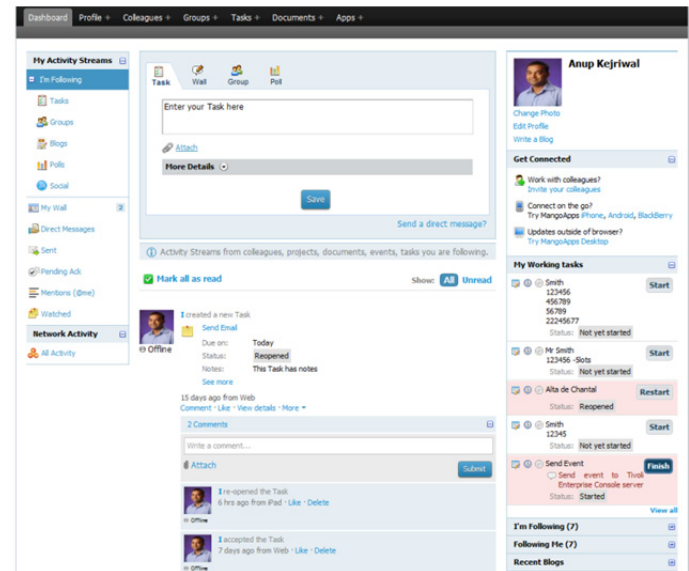 Dashboard Profile + Colleagues + Groups + Tasks + Documents + Apps +
My Activity Streams
I'm Following
Tasks
Groups
Blogs
Polls
Social
My Wall
Direct Messages
Sent
Pending Ack
Mentions (@me)
Watched
Network Activity
All Activity
Task Wall Group Poll
Enter your Task here
Attach
More Details
Save
Send a direct message?
Activity Streams from colleagues, projects, documents, events, tasks you are following.
Mark all as read
Show: All Unread
I created a new Task
Send Email
Due on: Today
Status: Reopened
Notes: This Task has notes
See more
Offline
15 days ago from Web
Comment · Like · View details · More
2 Comments
Write a comment...
Attach
Submit
I re-opened the Task
6 hrs ago from iPad · Like · Delete
Offline
I accepted the Task
7 days ago from Web · Like · Delete
Offline
Anup Kejriwal
Change Photo
Edit Profile
Write a Blog
Get Connected
Work with colleagues?
Invite your colleagues
Connect on the go?
Try MangoApps iPhone, Android, BlackBerry
Updates outside of browser?
Try MangoApps Desktop
My Working tasks
Smith
Start
123456
456789
56789
22245677
Status: Not yet started
Mr Smith
Start
123456 -Slots
Status: Not yet started
Alta de Chantal
Restart
Status: Reopened
Smith
Start
12345
Status: Not yet started
Send Event
Finish
Send event to Tivoli
Enterprise Console server
Status: Started
View all
I'm Following (7)
Following Me (7)
Recent Blogs